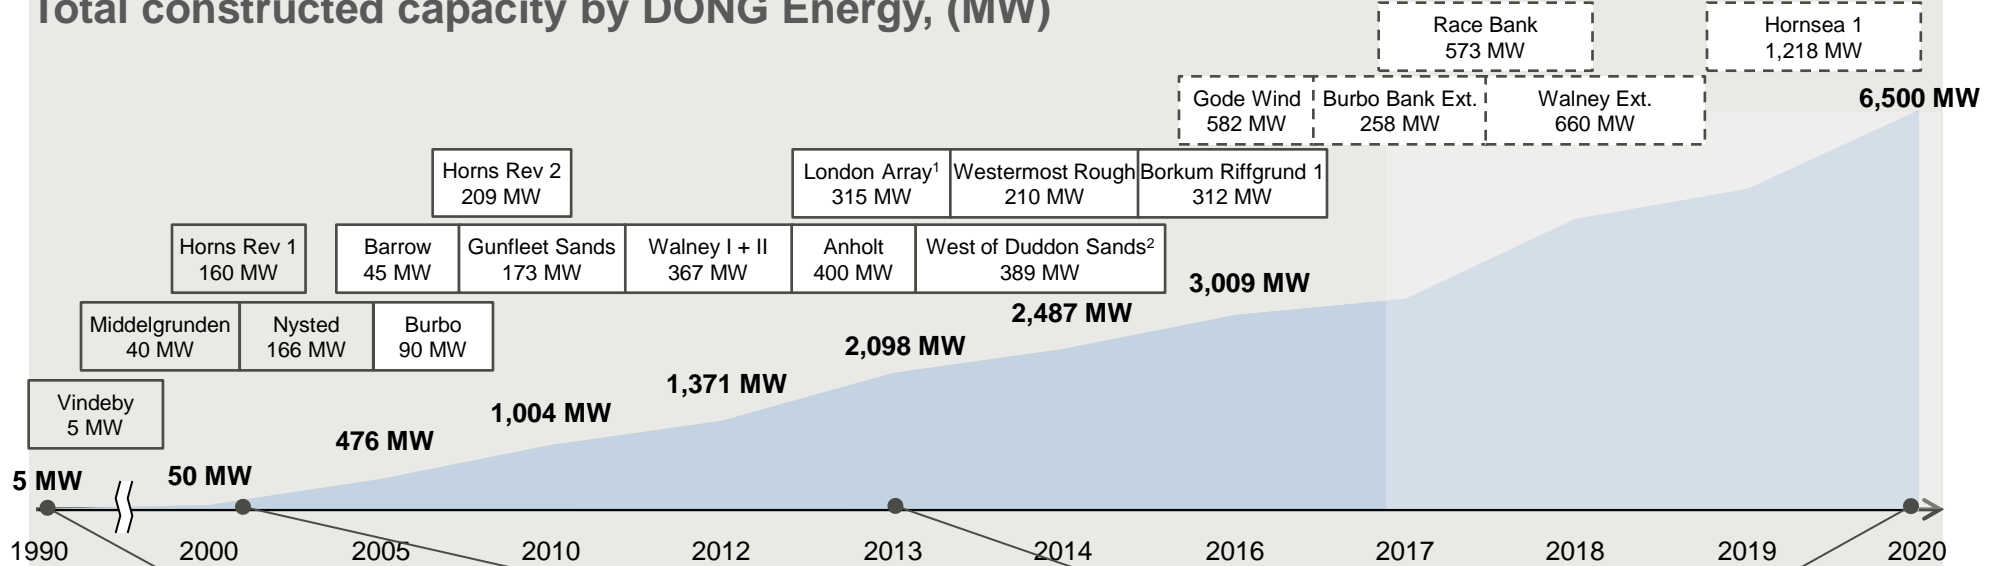 Total constructed capacity by DONG Energy, (MW)
Race Bank
573 MW
Hornsea 1
1,218 MW
Gode Wind
582 MW
Burbo Bank Ext.
258 MW
Walney Ext.
660 MW
6,500 MW
Horns Rev 2
209 MW
London Array¹
315 MW
Westermost Rough
210 MW
Borkum Riffgrund 1
312 MW
Horns Rev 1
160 MW
Barrow
45 MW
Gunfleet Sands
173 MW
Walney I + II
367 MW
Anholt
400 MW
West of Duddon Sands²
389 MW
3,009 MW
Middelgrunden
40 MW
Nysted
166 MW
Burbo
90 MW
2,487 MW
2,098 MW
1,371 MW
Vindeby
5 MW
1,004 MW
476 MW
50 MW
5 MW
1990 2000 2005 2010 2012 2013 2014 2016 2017 2018 2019 2020